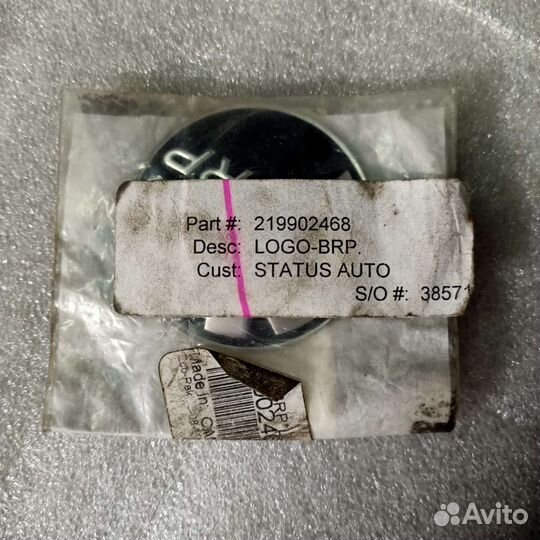 Part #: 219902468
Desc: LOGO-BRP.
Cust: STATUS AUTO
S/O #: 38571
Made in
Avito